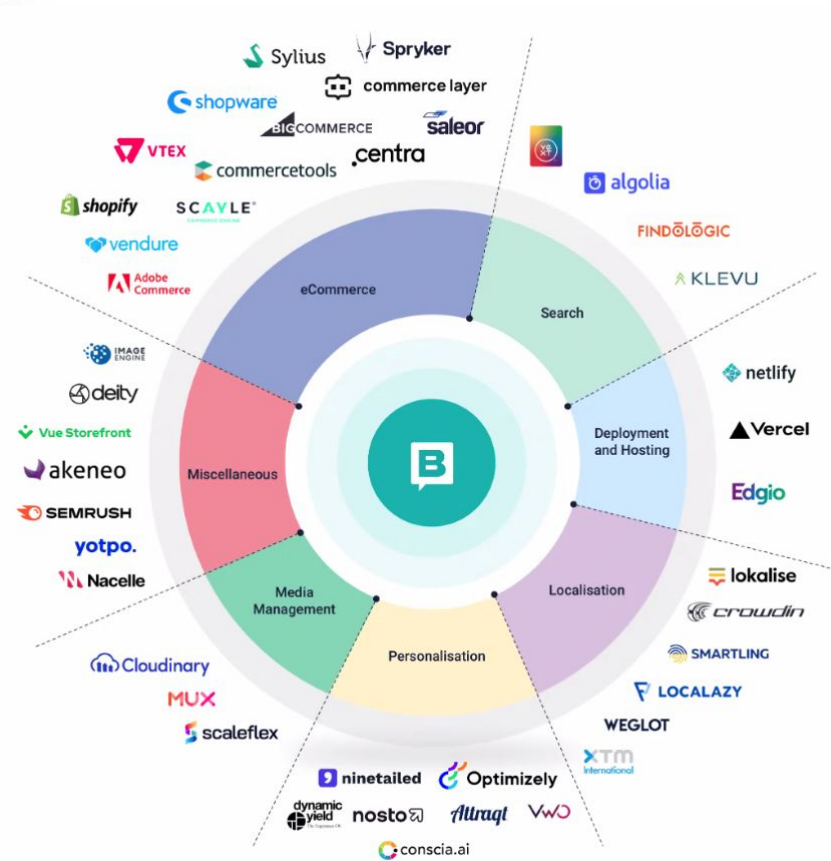 Sylius
Spryker
commerce layer
shopware
BIGCOMMERCE
saleor
VTEX
commercetools
.centra
shopify
SCAYLE
vendure
Adobe
Commerce
eCommerce
algolia
FINDŌLŌGIC
KLEVU
Search
netlify
Vercel
Edgio
Deployment
and Hosting
lokalise
crowdin
SMARTLING
LOCALAZY
WEGLOT
XTM
International
Localisation
ninetailed
Optimizely
dynamic
yield
nosto
Attraqt
VWO
conscia.ai
Personalisation
Cloudinary
MUX
scaleflex
Media
Management
IMAGE
ENGINE
deity
Vue Storefront
akeneo
SEMRUSH
yotpo.
Nacelle
Miscellaneous
B